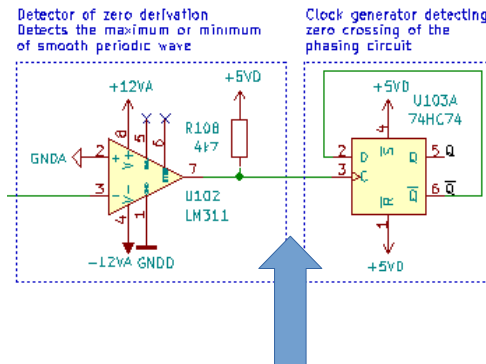 Detector of zero derivation
Detects the maximum or minimum
of smooth periodic wave
Clock generator detecting
zero crossing of the
phasing circuit
+12VA
+5VD
+5VD
U103A
74HC74
R108
4k7
8
5
6
4
GNDA
2
+
V+
7
2
D
S
Q
5
Q
3
-
V-
3
C
Q
6
Q
U102
LM311
R
4
1
1
-12VA
GNDD
+5VD